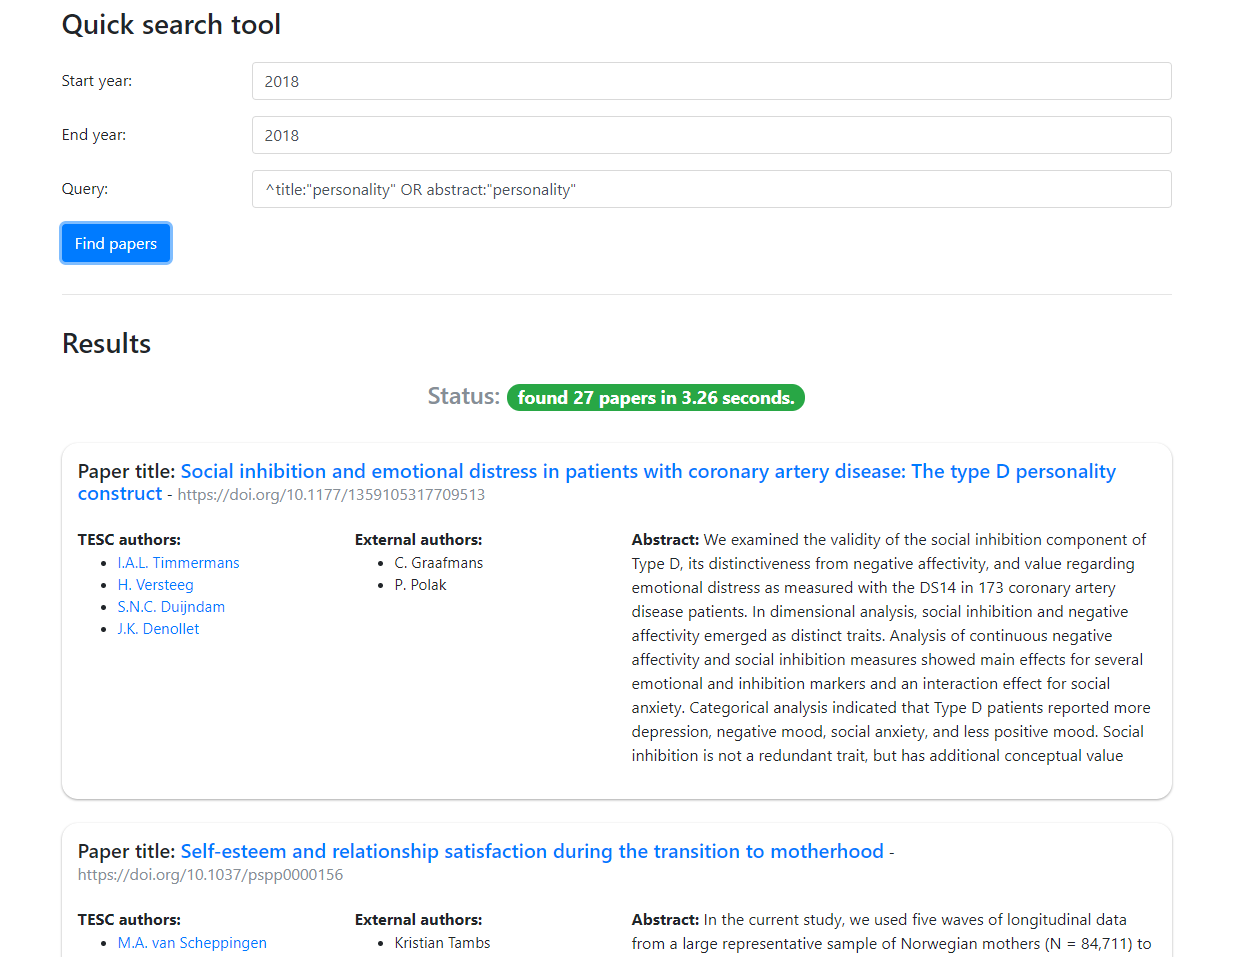 Quick search tool
Start year:
2018
End year:
2018
Query:
^title:"personality" OR abstract:"personality"
Find papers
Results
Status: found 27 papers in 3.26 seconds.
Paper title: Social inhibition and emotional distress in patients with coronary artery disease: The type D personality
construct - https://doi.org/10.1177/1359105317709513
TESC authors:
I.A.L. Timmermans
H. Versteeg
S.N.C. Duijndam
J.K. Denollet
External authors:
C. Graafmans
P. Polak
Abstract: We examined the validity of the social inhibition component of
Type D, its distinctiveness from negative affectivity, and value regarding
emotional distress as measured with the DS14 in 173 coronary artery
disease patients. In dimensional analysis, social inhibition and negative
affectivity emerged as distinct traits. Analysis of continuous negative
affectivity and social inhibition measures showed main effects for several
emotional and inhibition markers and an interaction effect for social
anxiety. Categorical analysis indicated that Type D patients reported more
depression, negative mood, social anxiety, and less positive mood. Social
inhibition is not a redundant trait, but has additional conceptual value
Paper title: Self-esteem and relationship satisfaction during the transition to motherhood -
https://doi.org/10.1037/pspp0000156
TESC authors:
M.A. van Scheppingen
External authors:
Kristian Tambs
Abstract: In the current study, we used five waves of longitudinal data
from a large representative sample of Norwegian mothers (N = 84,711) to